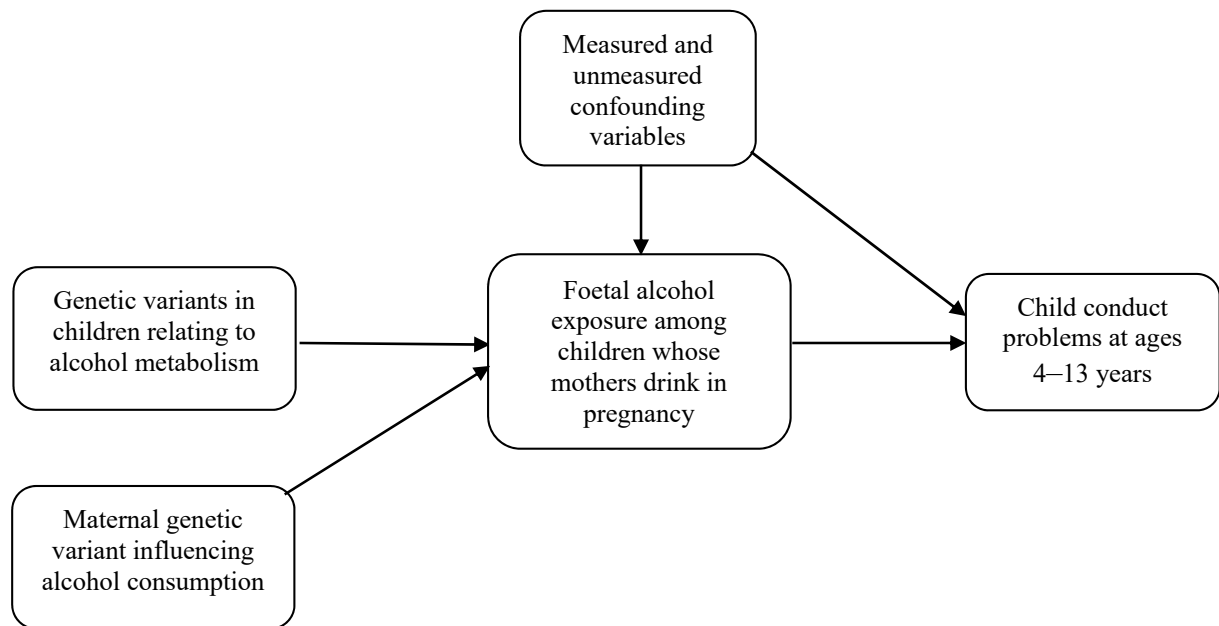 Measured and
unmeasured
confounding
variables
Genetic variants in
children relating to
alcohol metabolism
Foetal alcohol
exposure among
children whose
mothers drink in
pregnancy
Child conduct
problems at ages
4–13 years
Maternal genetic
variant influencing
alcohol consumption